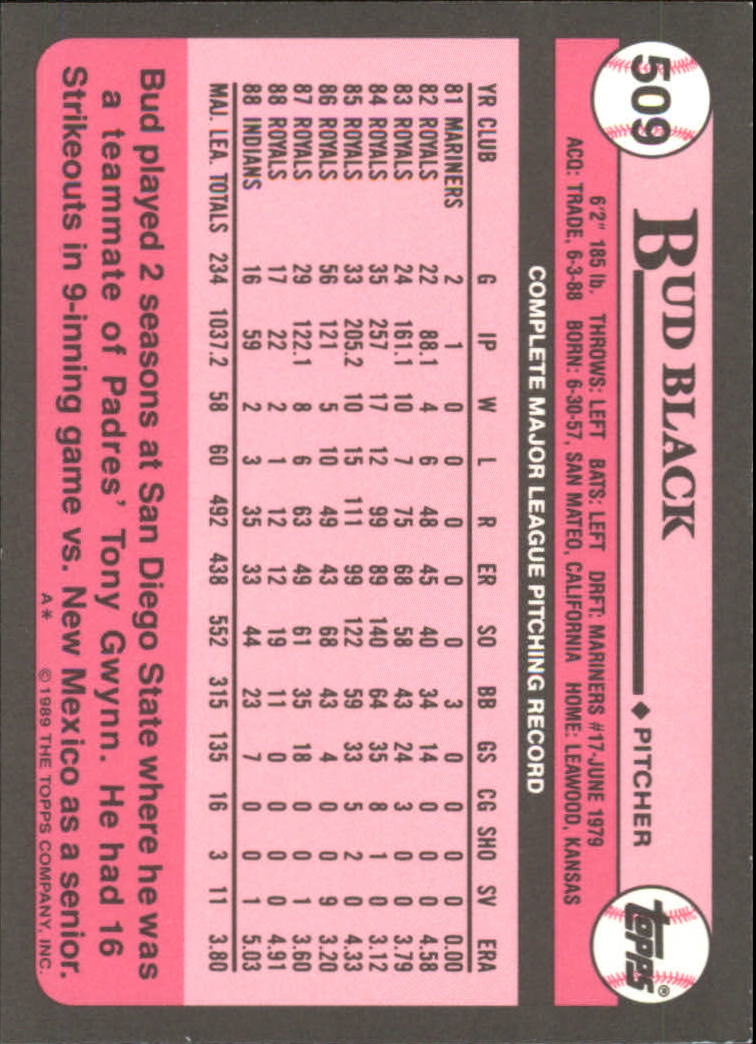 509
BUD BLACK ♦ PITCHER
topps®
6'2" 185 lb. THROWS: LEFT BATS: LEFT DRFT: MARINERS #17-JUNE 1979
ACQ: TRADE, 6-3-88 BORN: 6-30-57, SAN MATEO, CALIFORNIA HOME: LEAWOOD, KANSAS
COMPLETE MAJOR LEAGUE PITCHING RECORD
YR CLUB G IP W L R ER SO BB GS CG SHO SV ERA
81 MARINERS 2 1 0 0 0 0 0 3 0 0 0 0 0.00
82 ROYALS 22 88.1 4 6 48 45 40 34 14 0 0 0 4.58
83 ROYALS 24 161.1 10 7 75 68 58 43 24 3 0 0 3.79
84 ROYALS 35 257 17 12 99 89 140 64 35 8 1 0 3.12
85 ROYALS 33 205.2 10 15 111 99 122 59 33 5 2 0 4.33
86 ROYALS 56 121 5 10 49 43 68 43 4 0 0 9 3.20
87 ROYALS 29 122.1 8 6 63 49 61 35 18 0 0 1 3.60
88 ROYALS 17 22 2 1 12 12 19 11 0 0 0 0 4.91
88 INDIANS 16 59 2 3 35 33 44 23 7 0 0 1 5.03
MAJ. LEA. TOTALS 234 1037.2 58 60 492 438 552 315 135 16 3 11 3.80
Bud played 2 seasons at San Diego State where he was
a teammate of Padres' Tony Gwynn. He had 16
Strikeouts in 9-inning game vs. New Mexico as a senior.
A* ©1989 THE TOPPS COMPANY, INC.